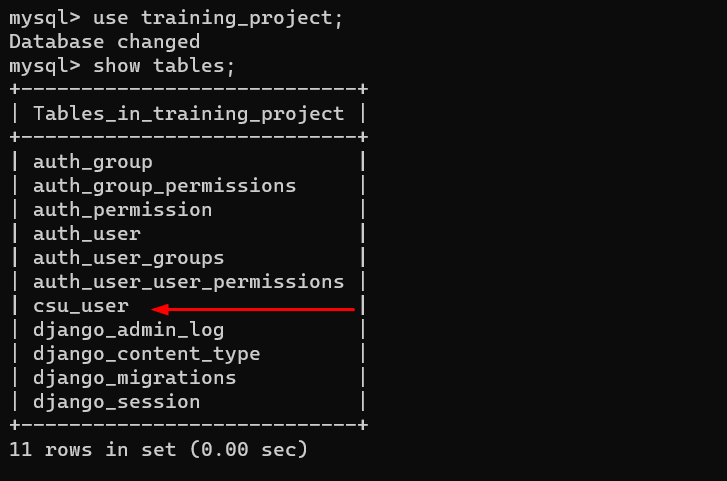 mysql> use training_project;
Database changed
mysql> show tables;
+----------------------------+
| Tables_in_training_project |
+----------------------------+
| auth_group                 |
| auth_group_permissions     |
| auth_permission            |
| auth_user                  |
| auth_user_groups           |
| auth_user_user_permissions |
| csu_user                   |
| django_admin_log           |
| django_content_type        |
| django_migrations          |
| django_session             |
+----------------------------+
11 rows in set (0.00 sec)